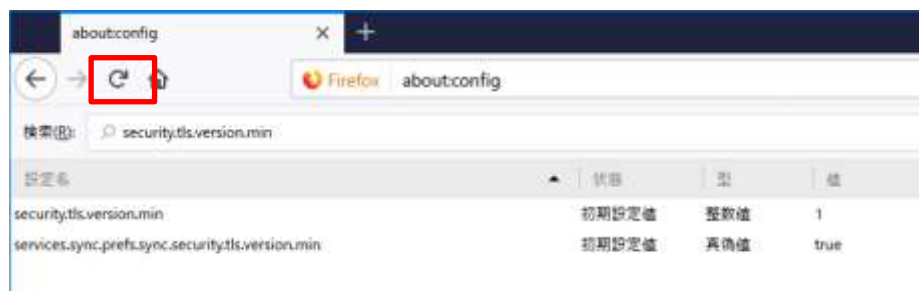 about:config
Firefox about:config
検索(R): security.tls.version.min
設定名 状態 型 値
security.tls.version.min 初期設定値 整数値 1
services.sync.prefs.sync.security.tls.version.min 初期設定値 真偽値 true